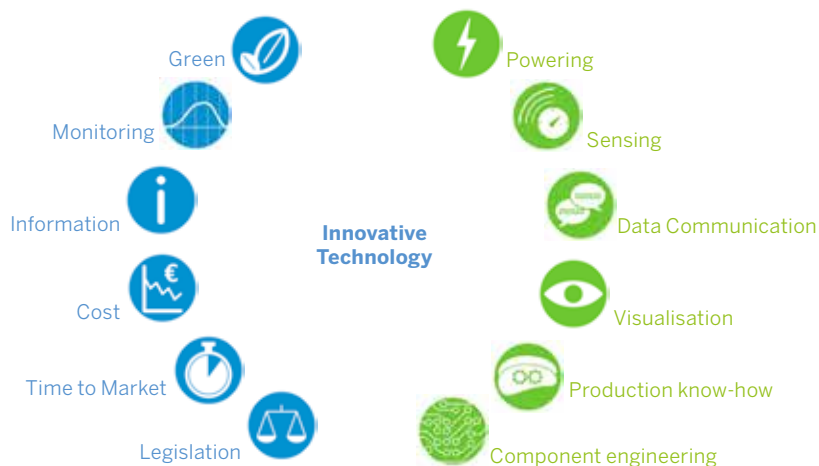 Green
Powering
Monitoring
Sensing
Information
Data Communication
Innovative
Technology
Cost
Visualisation
Time to Market
Production know-how
Legislation
Component engineering